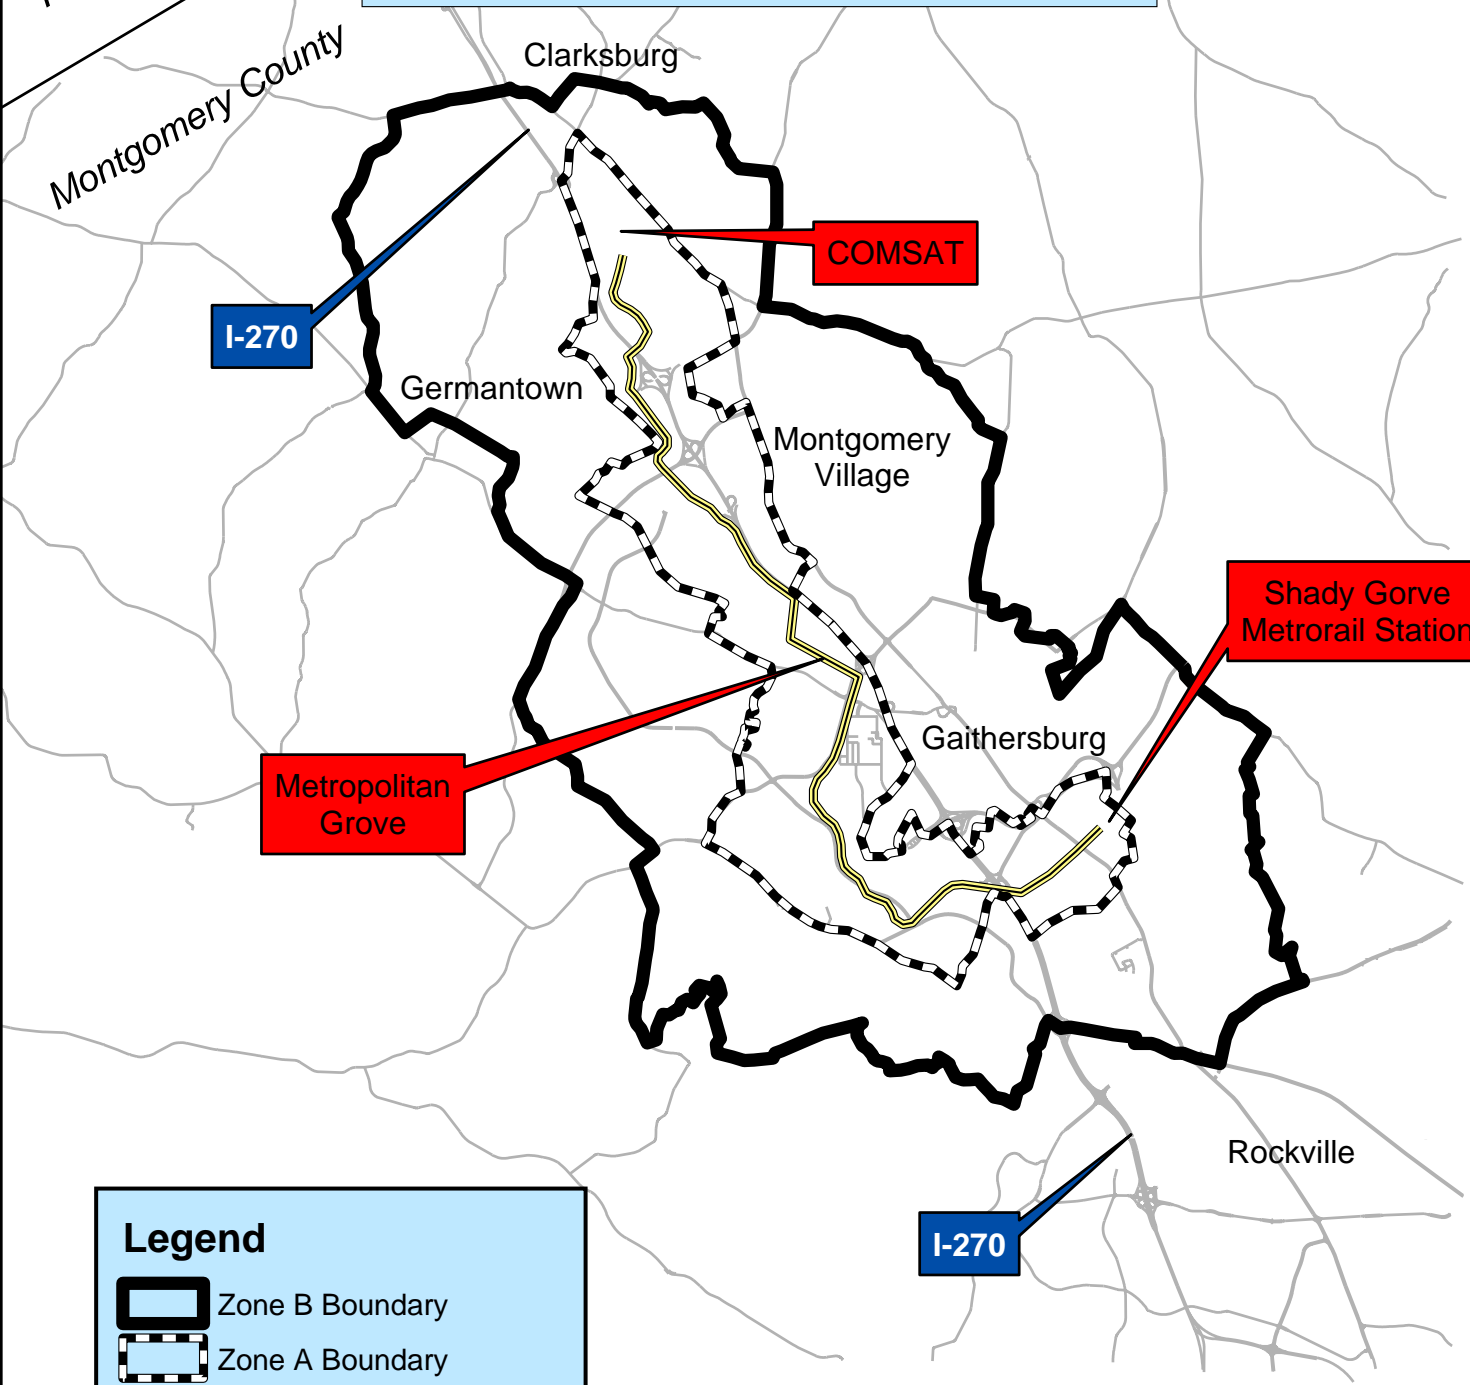 Clarksburg
Montgomery County
COMSAT
I-270
Germantown
Montgomery
Village
Shady Gorve
Metrorail Station
Gaithersburg
Metropolitan
Grove
Rockville
I-270
Legend
Zone B Boundary
Zone A Boundary